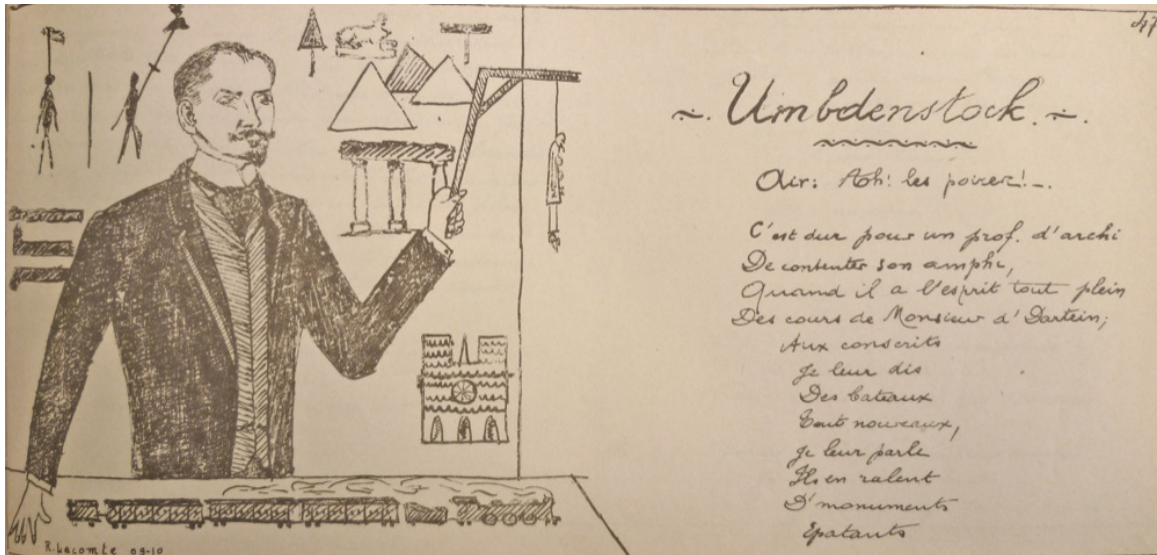 47
~. Umbdenstock. ~.
Air: Ah! les poires!_.
C'est dur pour un prof. d'archi
De contenter son amphi,
Quand il a l'esprit tout plein
Des cours de Monsieur d'Dartein;
Aux conscrits
Je leur dis
Des bateaux
Tout nouveaux,
Je leur parle
Ils en ralent
D'monuments
Epatants
R. Lecomte 09-10